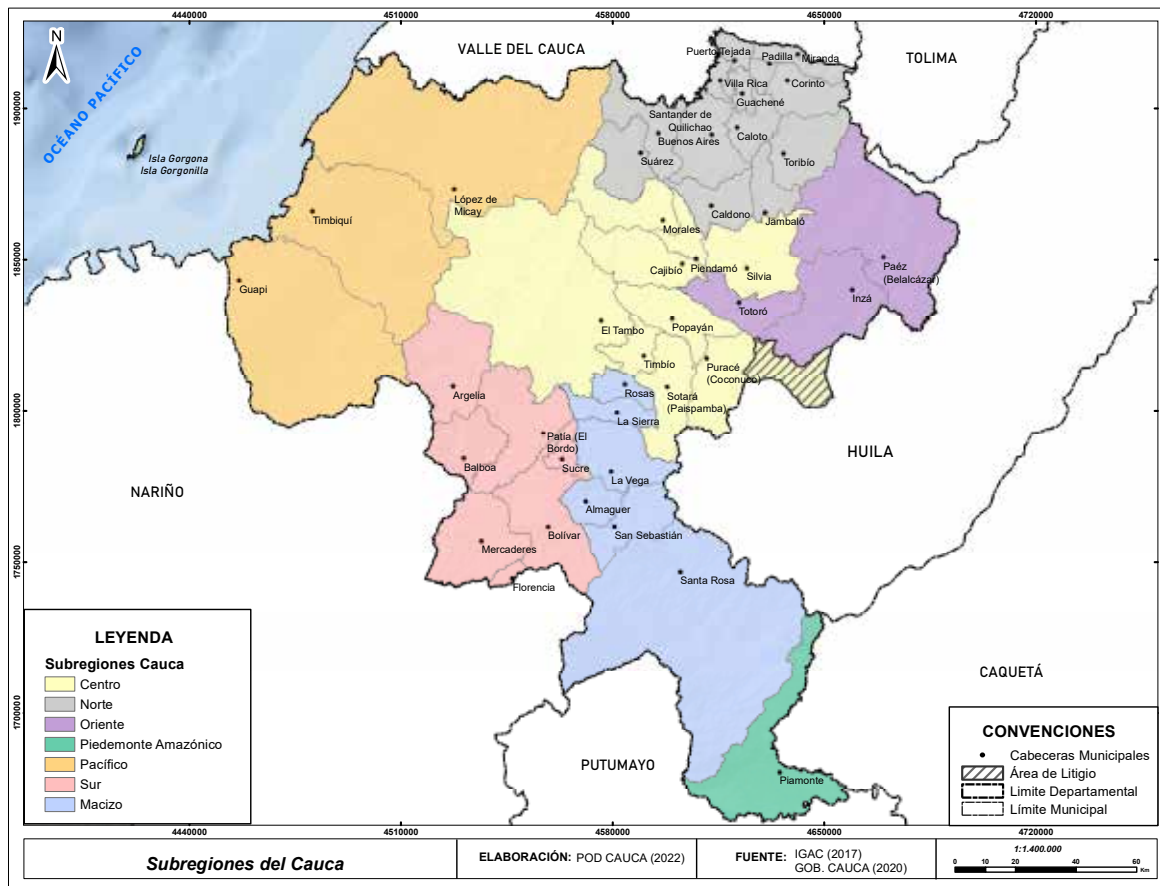 4440000
4510000
4580000
4650000
4720000
N
VALLE DEL CAUCA
TOLIMA
OCÉANO PACÍFICO
Puerto Tejada
Padilla
Miranda
Villa Rica
Corinto
Guachené
1900000
Santander de
Quilichao
Caloto
Buenos Aires
Isla Gorgona
Isla Gorgonilla
Suárez
Toribío
López de
Micay
Timbiquí
Caldono
Jámbaló
Morales
1850000
Cajibío
Piendamó
Silvia
Paéz
(Belalcázar)
Guapi
Inzá
Totoró
El Tambo
Popayán
Timbío
Puracé
(Coconuco)
Argelia
Rosas
Sotará
(Paispamba)
1800000
La Sierra
Patía (El
Bordo)
HUILA
Balboa
Sucre
La Vega
NARIÑO
Almaguer
Bolívar
San Sebastián
Mercaderes
1750000
Florencia
Santa Rosa
LEYENDA
Subregiones Cauca
Centro
Norte
Oriente
Piedemonte Amazónico
Pacífico
Sur
Macizo
CAQUETÁ
1700000
PUTUMAYO
Piamonte
CONVENCIONES
Cabeceras Municipales
Área de Litigio
Limite Departamental
Límite Municipal
4440000
4510000
4580000
4650000
4720000
Subregiones del Cauca
ELABORACIÓN: POD CAUCA (2022)
FUENTE: IGAC (2017)
GOB. CAUCA (2020)
1:1.400.000
0 10 20 40 60
Km